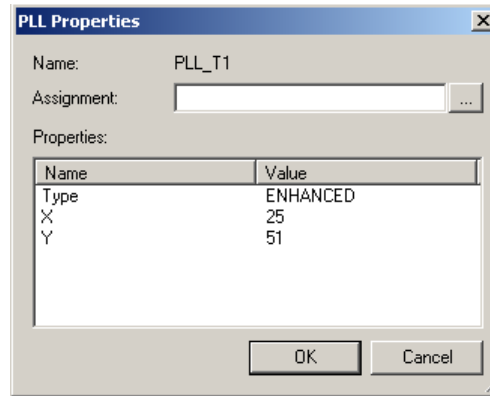 PLL Properties
Name: PLL_T1
Assignment: ...
Properties:
Name Value
Type ENHANCED
X 25
Y 51
OK Cancel